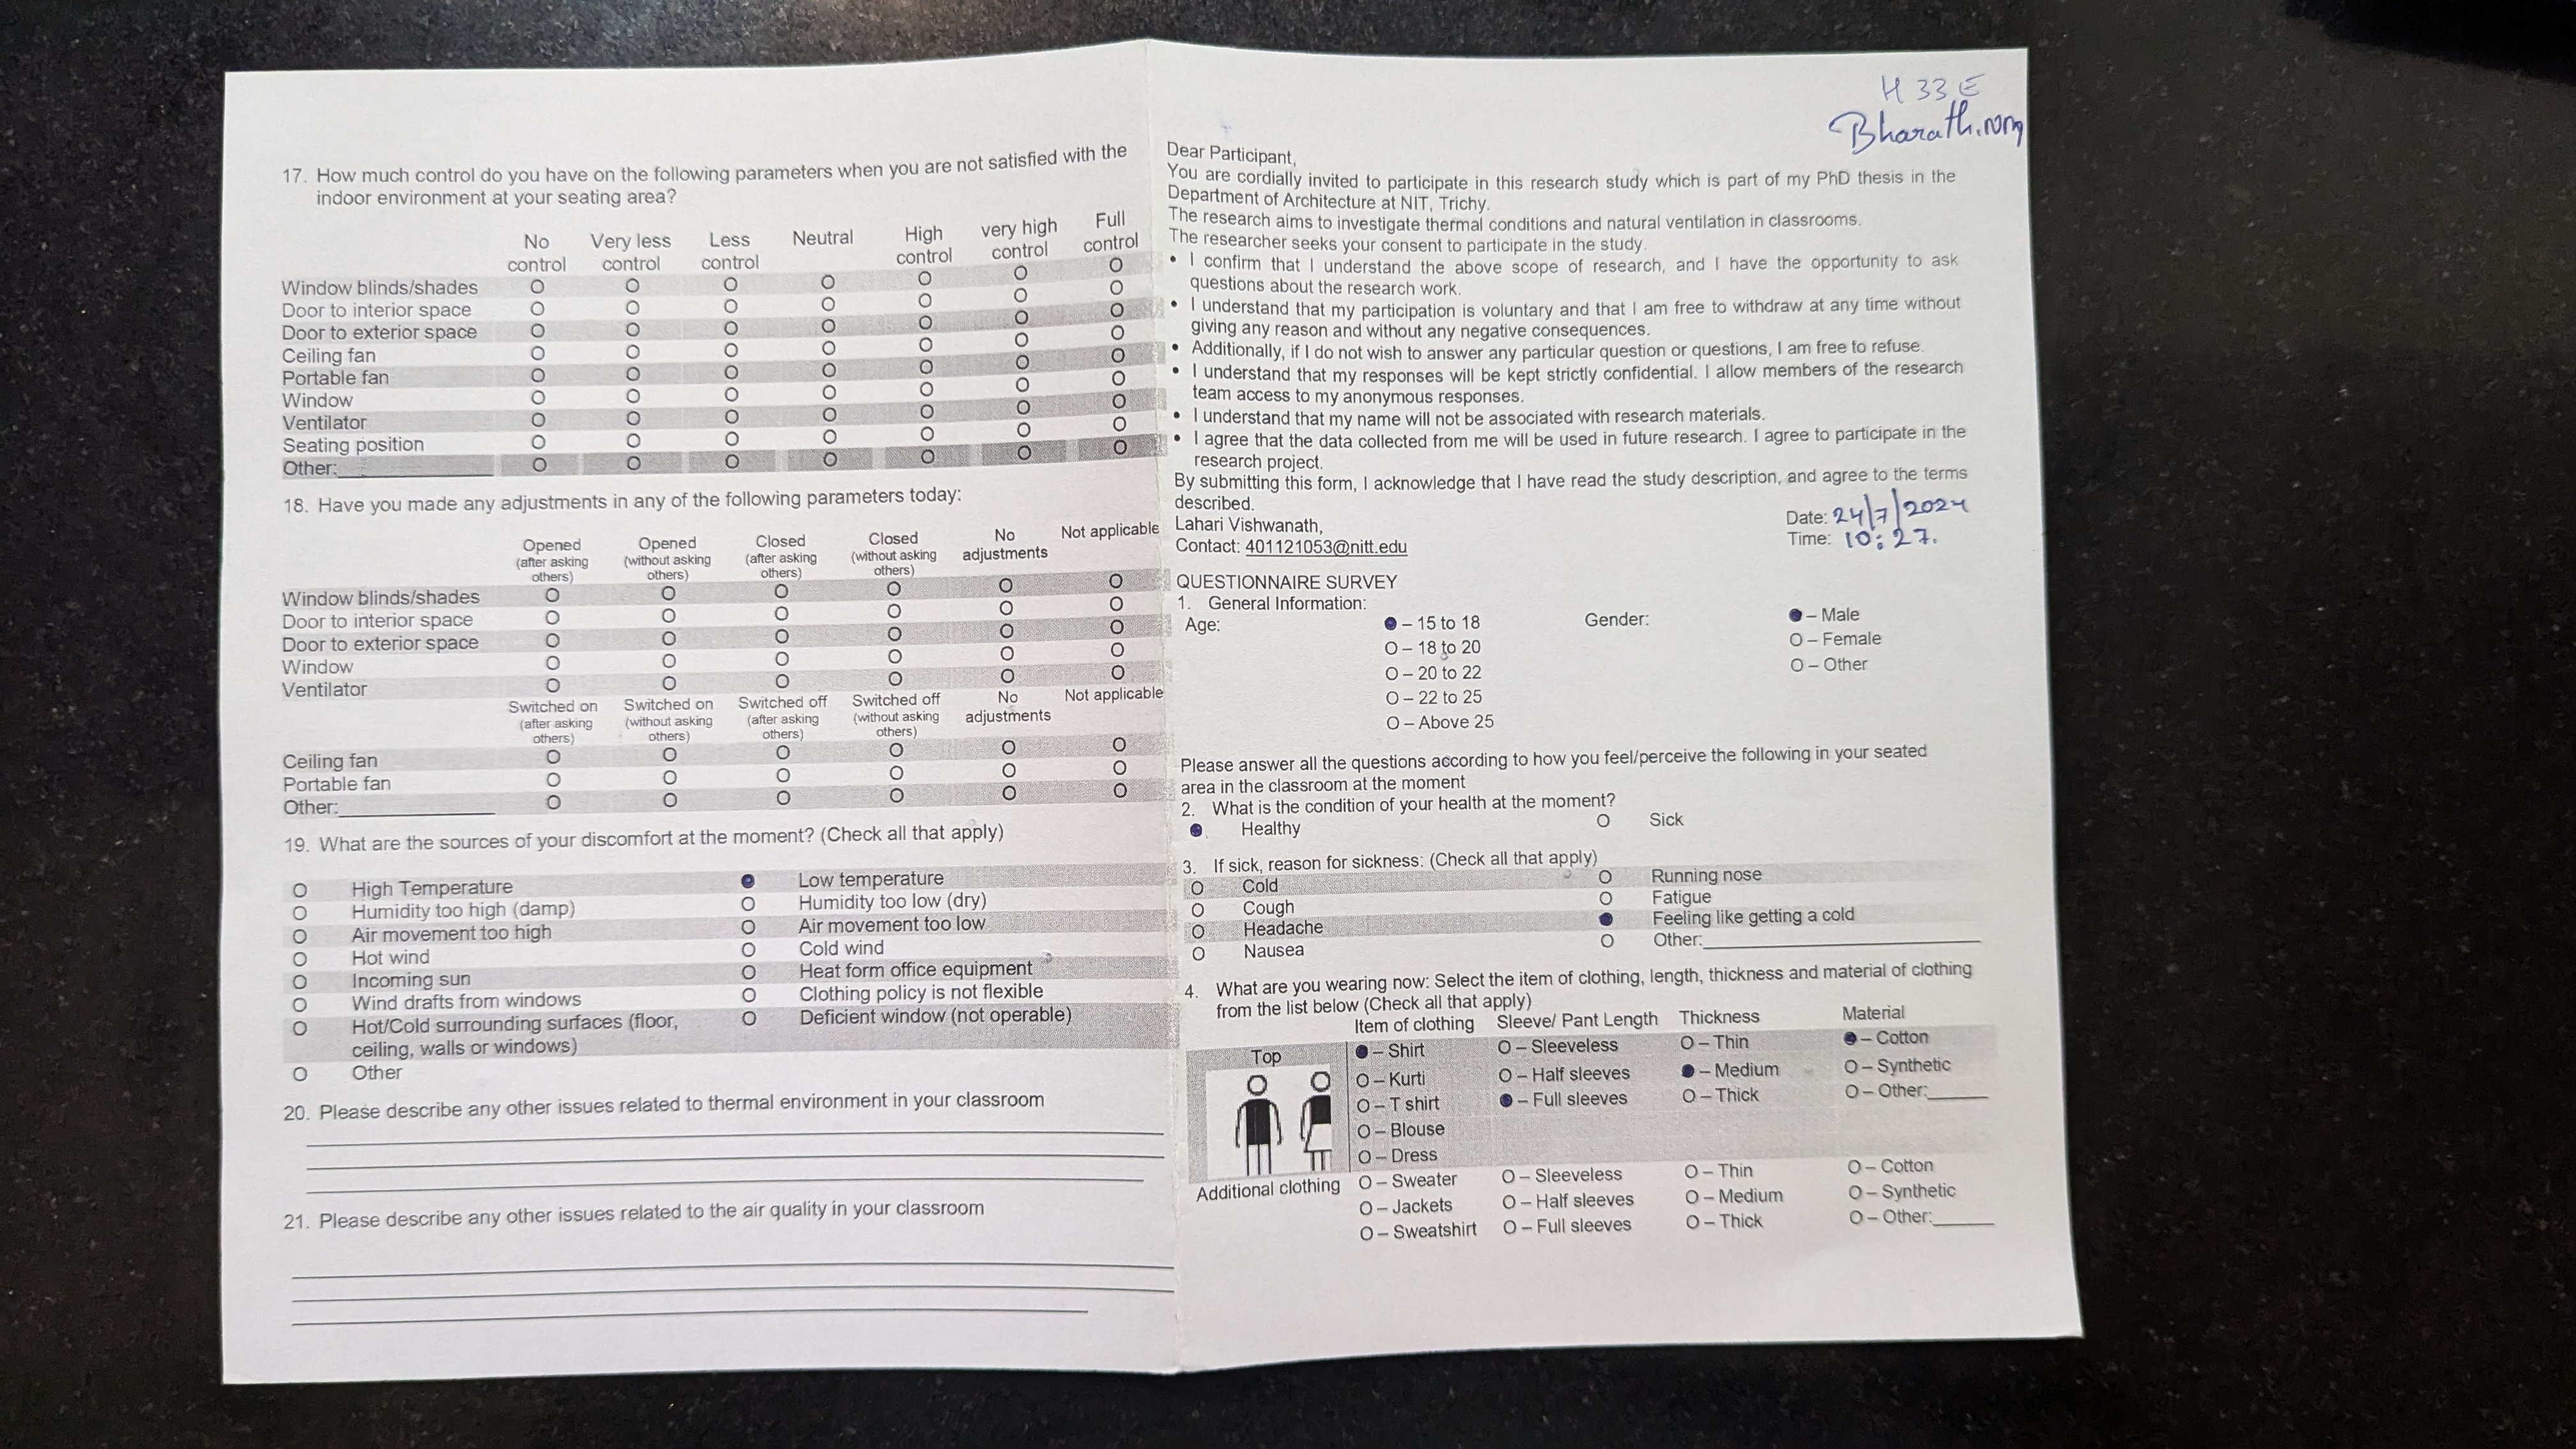 17. How much control do you have on the following parameters when you are not satisfied with the
indoor environment at your seating area?
No control Very less control Less control Neutral High control very high control Full control
Window blinds/shades O O O O O O O
Door to interior space O O O O O O O
Door to exterior space O O O O O O O
Ceiling fan O O O O O O O
Portable fan O O O O O O O
Window O O O O O O O
Ventilator O O O O O O O
Seating position O O O O O O O
Other:__________ O O O O O O O
18. Have you made any adjustments in any of the following parameters today:
Opened (after asking others) Opened (without asking others) Closed (after asking others) Closed (without asking others) No adjustments Not applicable
Window blinds/shades O O O O O O
Door to interior space O O O O O O
Door to exterior space O O O O O O
Window O O O O O O
Ventilator O O O O O O
Switched on (after asking others) Switched on (without asking others) Switched off (after asking others) Switched off (without asking others) No adjustments Not applicable
Ceiling fan O O O O O O
Portable fan O O O O O O
Other:__________ O O O O O O
19. What are the sources of your discomfort at the moment? (Check all that apply)
O High Temperature ● Low temperature
O Humidity too high (damp) O Humidity too low (dry)
O Air movement too high O Air movement too low
O Hot wind O Cold wind
O Incoming sun O Heat form office equipment
O Wind drafts from windows O Clothing policy is not flexible
O Hot/Cold surrounding surfaces (floor, O Deficient window (not operable)
ceiling, walls or windows)
O Other
20. Please describe any other issues related to thermal environment in your classroom
21. Please describe any other issues related to the air quality in your classroom
H 33 E
Bharath.
Dear Participant,
You are cordially invited to participate in this research study which is part of my PhD thesis in the
Department of Architecture at NIT, Trichy.
The research aims to investigate thermal conditions and natural ventilation in classrooms.
The researcher seeks your consent to participate in the study.
• I confirm that I understand the above scope of research, and I have the opportunity to ask
questions about the research work.
• I understand that my participation is voluntary and that I am free to withdraw at any time without
giving any reason and without any negative consequences.
• Additionally, if I do not wish to answer any particular question or questions, I am free to refuse.
• I understand that my responses will be kept strictly confidential. I allow members of the research
team access to my anonymous responses.
• I understand that my name will not be associated with research materials.
• I agree that the data collected from me will be used in future research. I agree to participate in the
research project.
By submitting this form, I acknowledge that I have read the study description, and agree to the terms
described.
Lahari Vishwanath,
Contact: 401121053@nitt.edu
Date: 24/7/2024
Time: 10:27.
QUESTIONNAIRE SURVEY
1. General Information:
Age: ● – 15 to 18 Gender: ● – Male
O – 18 to 20 O – Female
O – 20 to 22 O – Other
O – 22 to 25
O – Above 25
Please answer all the questions according to how you feel/perceive the following in your seated
area in the classroom at the moment
2. What is the condition of your health at the moment?
● Healthy O Sick
3. If sick, reason for sickness: (Check all that apply)
O Cold O Running nose
O Cough O Fatigue
O Headache ● Feeling like getting a cold
O Nausea O Other:__________
4. What are you wearing now: Select the item of clothing, length, thickness and material of clothing
from the list below (Check all that apply)
Item of clothing Sleeve/ Pant Length Thickness Material
Top ● – Shirt O – Sleeveless O – Thin ● – Cotton
O – Kurti O – Half sleeves ● – Medium O – Synthetic
O – T shirt ● – Full sleeves O – Thick O – Other:______
O – Blouse
O – Dress
Additional clothing O – Sweater O – Sleeveless O – Thin O – Cotton
O – Jackets O – Half sleeves O – Medium O – Synthetic
O – Sweatshirt O – Full sleeves O – Thick O – Other:______